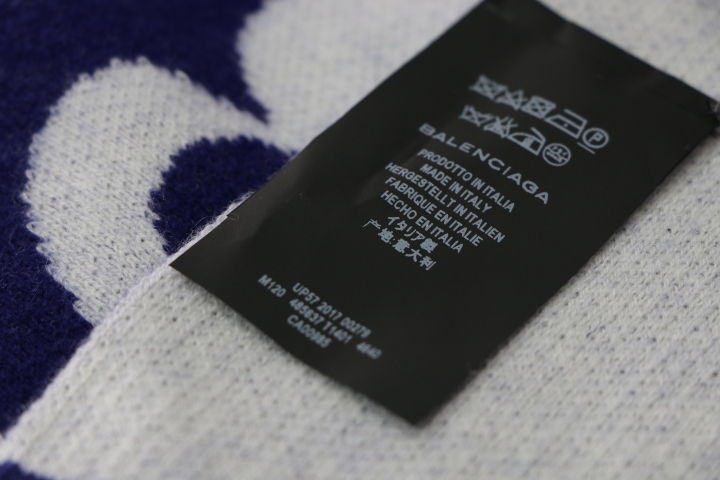 BALENCIAGA
PRODOTTO IN ITALIA
MADE IN ITALY
HERGESTELLT IN ITALIEN
FABRIQUE EN ITALIE
HECHO EN ITALIA
イタリア製
产地:意大利
UP57 2017 00279
M120 485637 T1401 4640
CA00985